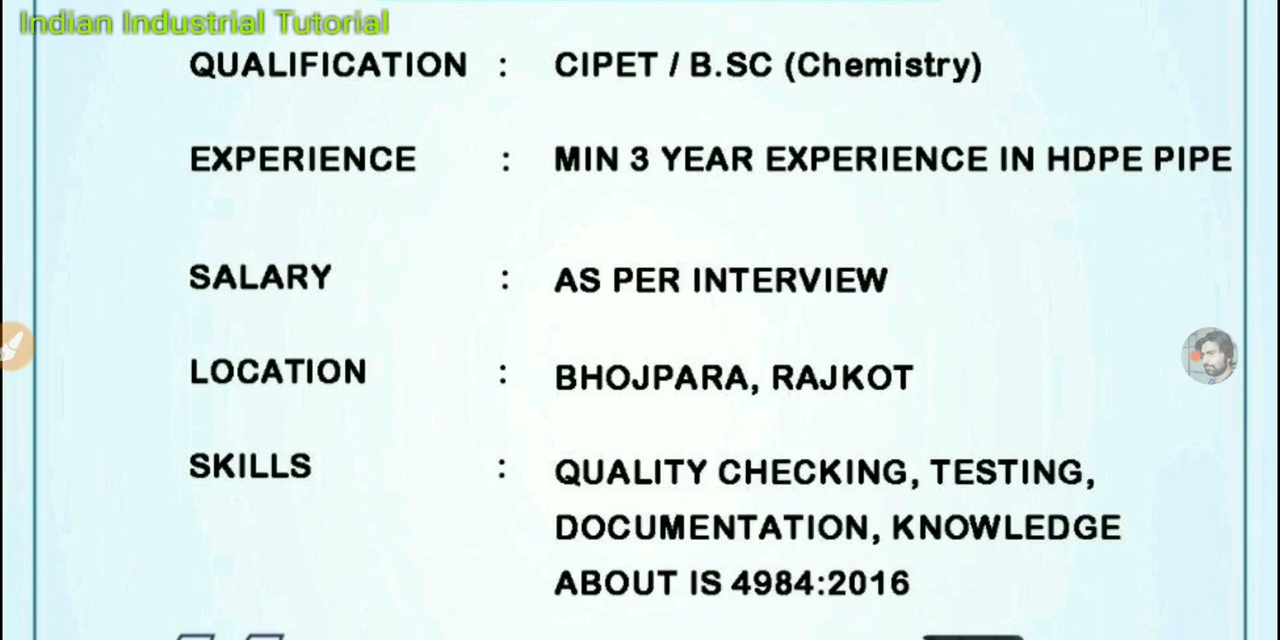 Indian Industrial Tutorial
QUALIFICATION : CIPET / B.SC (Chemistry)
EXPERIENCE : MIN 3 YEAR EXPERIENCE IN HDPE PIPE
SALARY : AS PER INTERVIEW
LOCATION : BHOJPARA, RAJKOT
SKILLS : QUALITY CHECKING, TESTING,
DOCUMENTATION, KNOWLEDGE
ABOUT IS 4984:2016